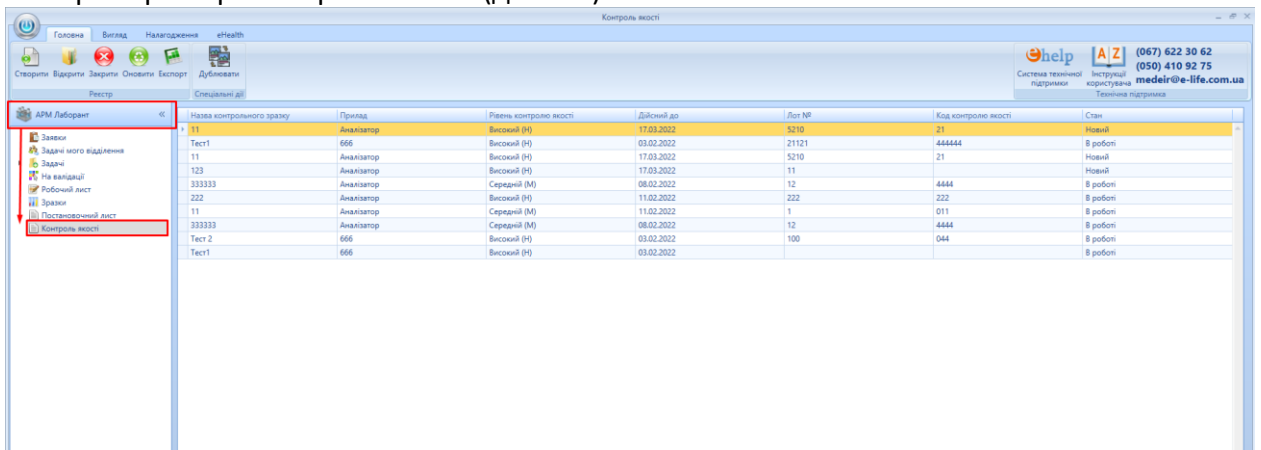 Контроль якості
Головна Вигляд Налагодження eHealth
Створити Відкрити Закрити Оновити Експорт Дублювати
Реєстр Спеціальні дії
help
Система технічної підтримки
A Z
Інструкції користувача
(067) 622 30 62
(050) 410 92 75
medeir@e-life.com.ua
Технічна підтримка
АРМ Лаборант «
Заявки
Задачі мого відділення
Задачі
На валідації
Робочий лист
Зразки
Постановочний лист
Контроль якості
Назва контрольного зразку Прилад Рівень контролю якості Дійсний до Лот № Код контролю якості Стан
11 Аналізатор Високий (H) 17.03.2022 5210 21 Новий
Тест1 666 Високий (H) 03.02.2022 21121 444444 В роботі
11 Аналізатор Високий (H) 17.03.2022 5210 21 Новий
123 Аналізатор Високий (H) 17.03.2022 11 Новий
333333 Аналізатор Середній (M) 08.02.2022 12 4444 В роботі
222 Аналізатор Високий (H) 11.02.2022 222 222 В роботі
11 Аналізатор Середній (M) 11.02.2022 1 011 В роботі
333333 Аналізатор Середній (M) 08.02.2022 12 4444 В роботі
Тест 2 666 Високий (H) 03.02.2022 100 044 В роботі
Тест1 666 Високий (H) 03.02.2022 В роботі